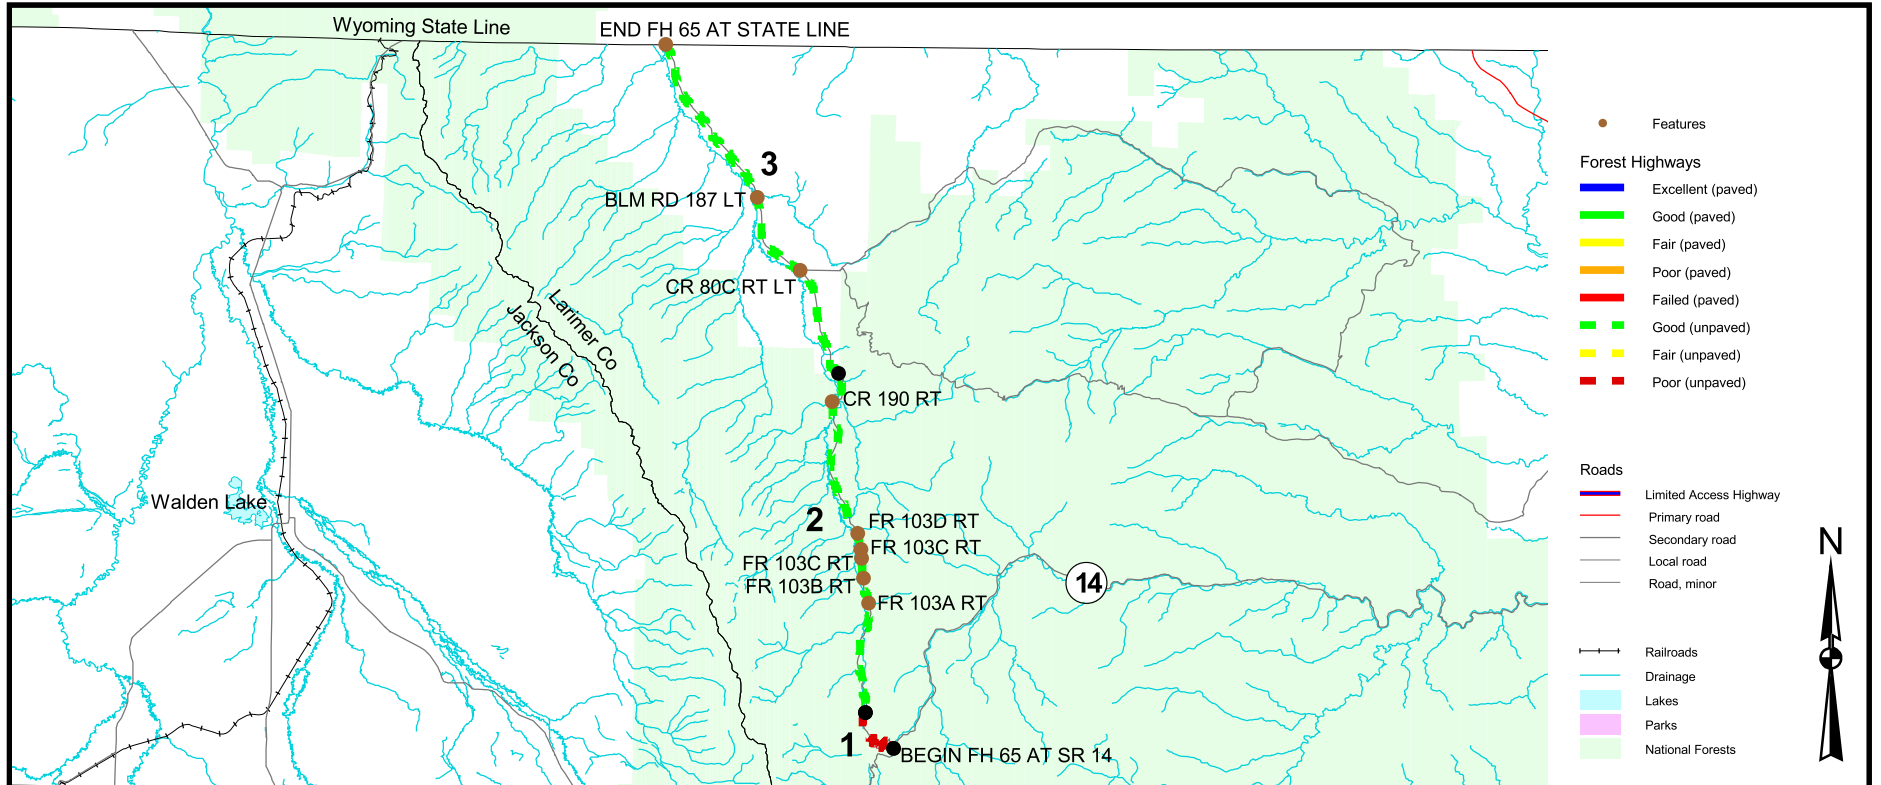 Wyoming State Line
END FH 65 AT STATE LINE
3
BLM RD 187 LT
CR 80C RT LT
Larimer Co
Jackson Co
CR 190 RT
Walden Lake
2
FR 103D RT
FR 103C RT
FR 103C RT
FR 103B RT
FR 103A RT
14
1
BEGIN FH 65 AT SR 14
Features
Forest Highways
Excellent (paved)
Good (paved)
Fair (paved)
Poor (paved)
Failed (paved)
Good (unpaved)
Fair (unpaved)
Poor (unpaved)
Roads
Limited Access Highway
Primary road
Secondary road
Local road
Road, minor
Railroads
Drainage
Lakes
Parks
National Forests
N